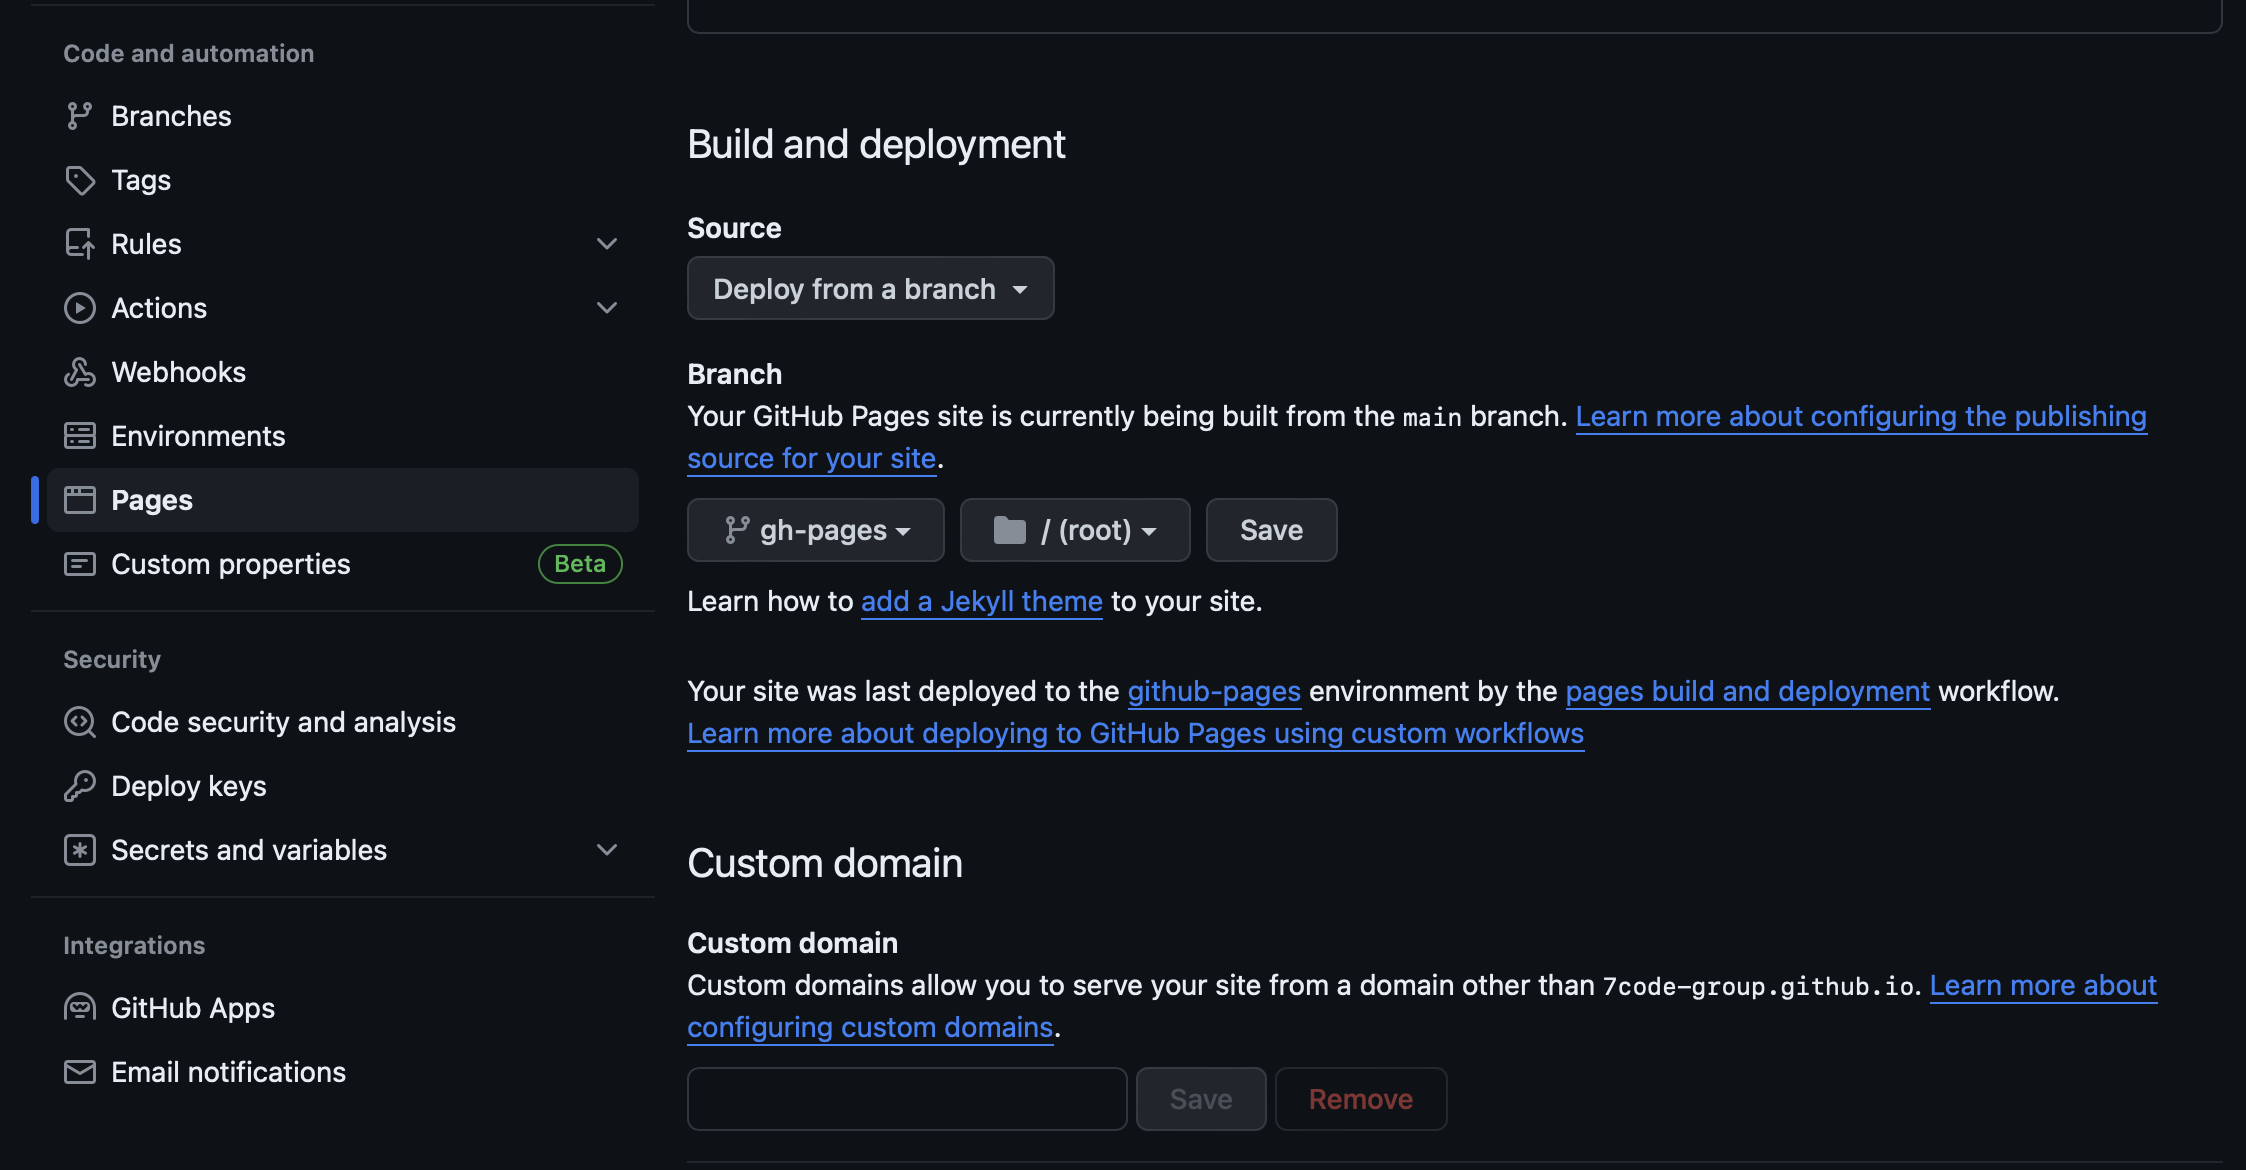 Code and automation
Branches
Tags
Rules
Actions
Webhooks
Environments
Pages
Custom properties Beta
Security
Code security and analysis
Deploy keys
Secrets and variables
Integrations
GitHub Apps
Email notifications
Build and deployment
Source
Deploy from a branch
Branch
Your GitHub Pages site is currently being built from the main branch. Learn more about configuring the publishing
source for your site.
gh-pages / (root) Save
Learn how to add a Jekyll theme to your site.
Your site was last deployed to the github-pages environment by the pages build and deployment workflow.
Learn more about deploying to GitHub Pages using custom workflows
Custom domain
Custom domain
Custom domains allow you to serve your site from a domain other than 7code-group.github.io. Learn more about
configuring custom domains.
Save Remove